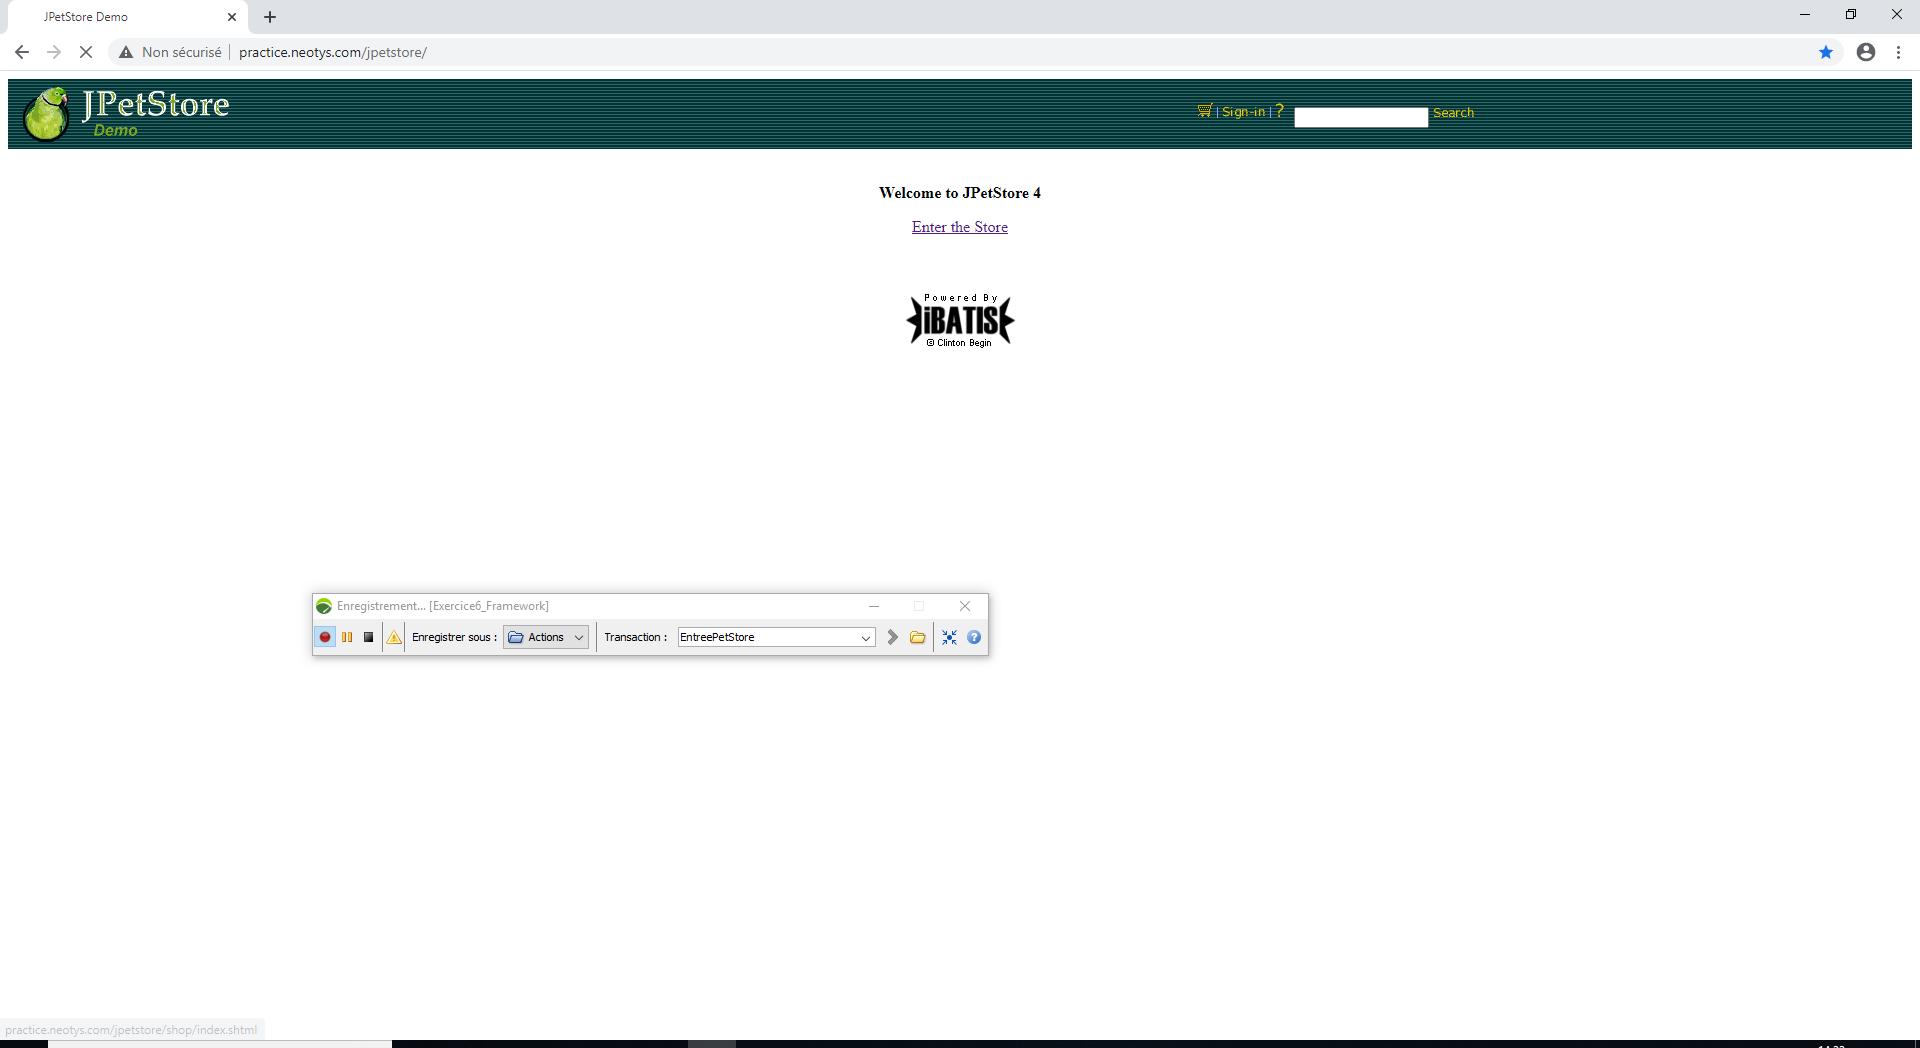 JPetStore Demo
Non sécurisé
practice.neotys.com/jpetstore/
JPetStore
Demo
| Sign-in | ?
Search
Welcome to JPetStore 4
Enter the Store
Powered By
iBATIS
© Clinton Begin
Enregistrement... [Exercice6_Framework]
Enregistrer sous : Actions Transaction : EntreePetStore
practice.neotys.com/jpetstore/shop/index.shtml